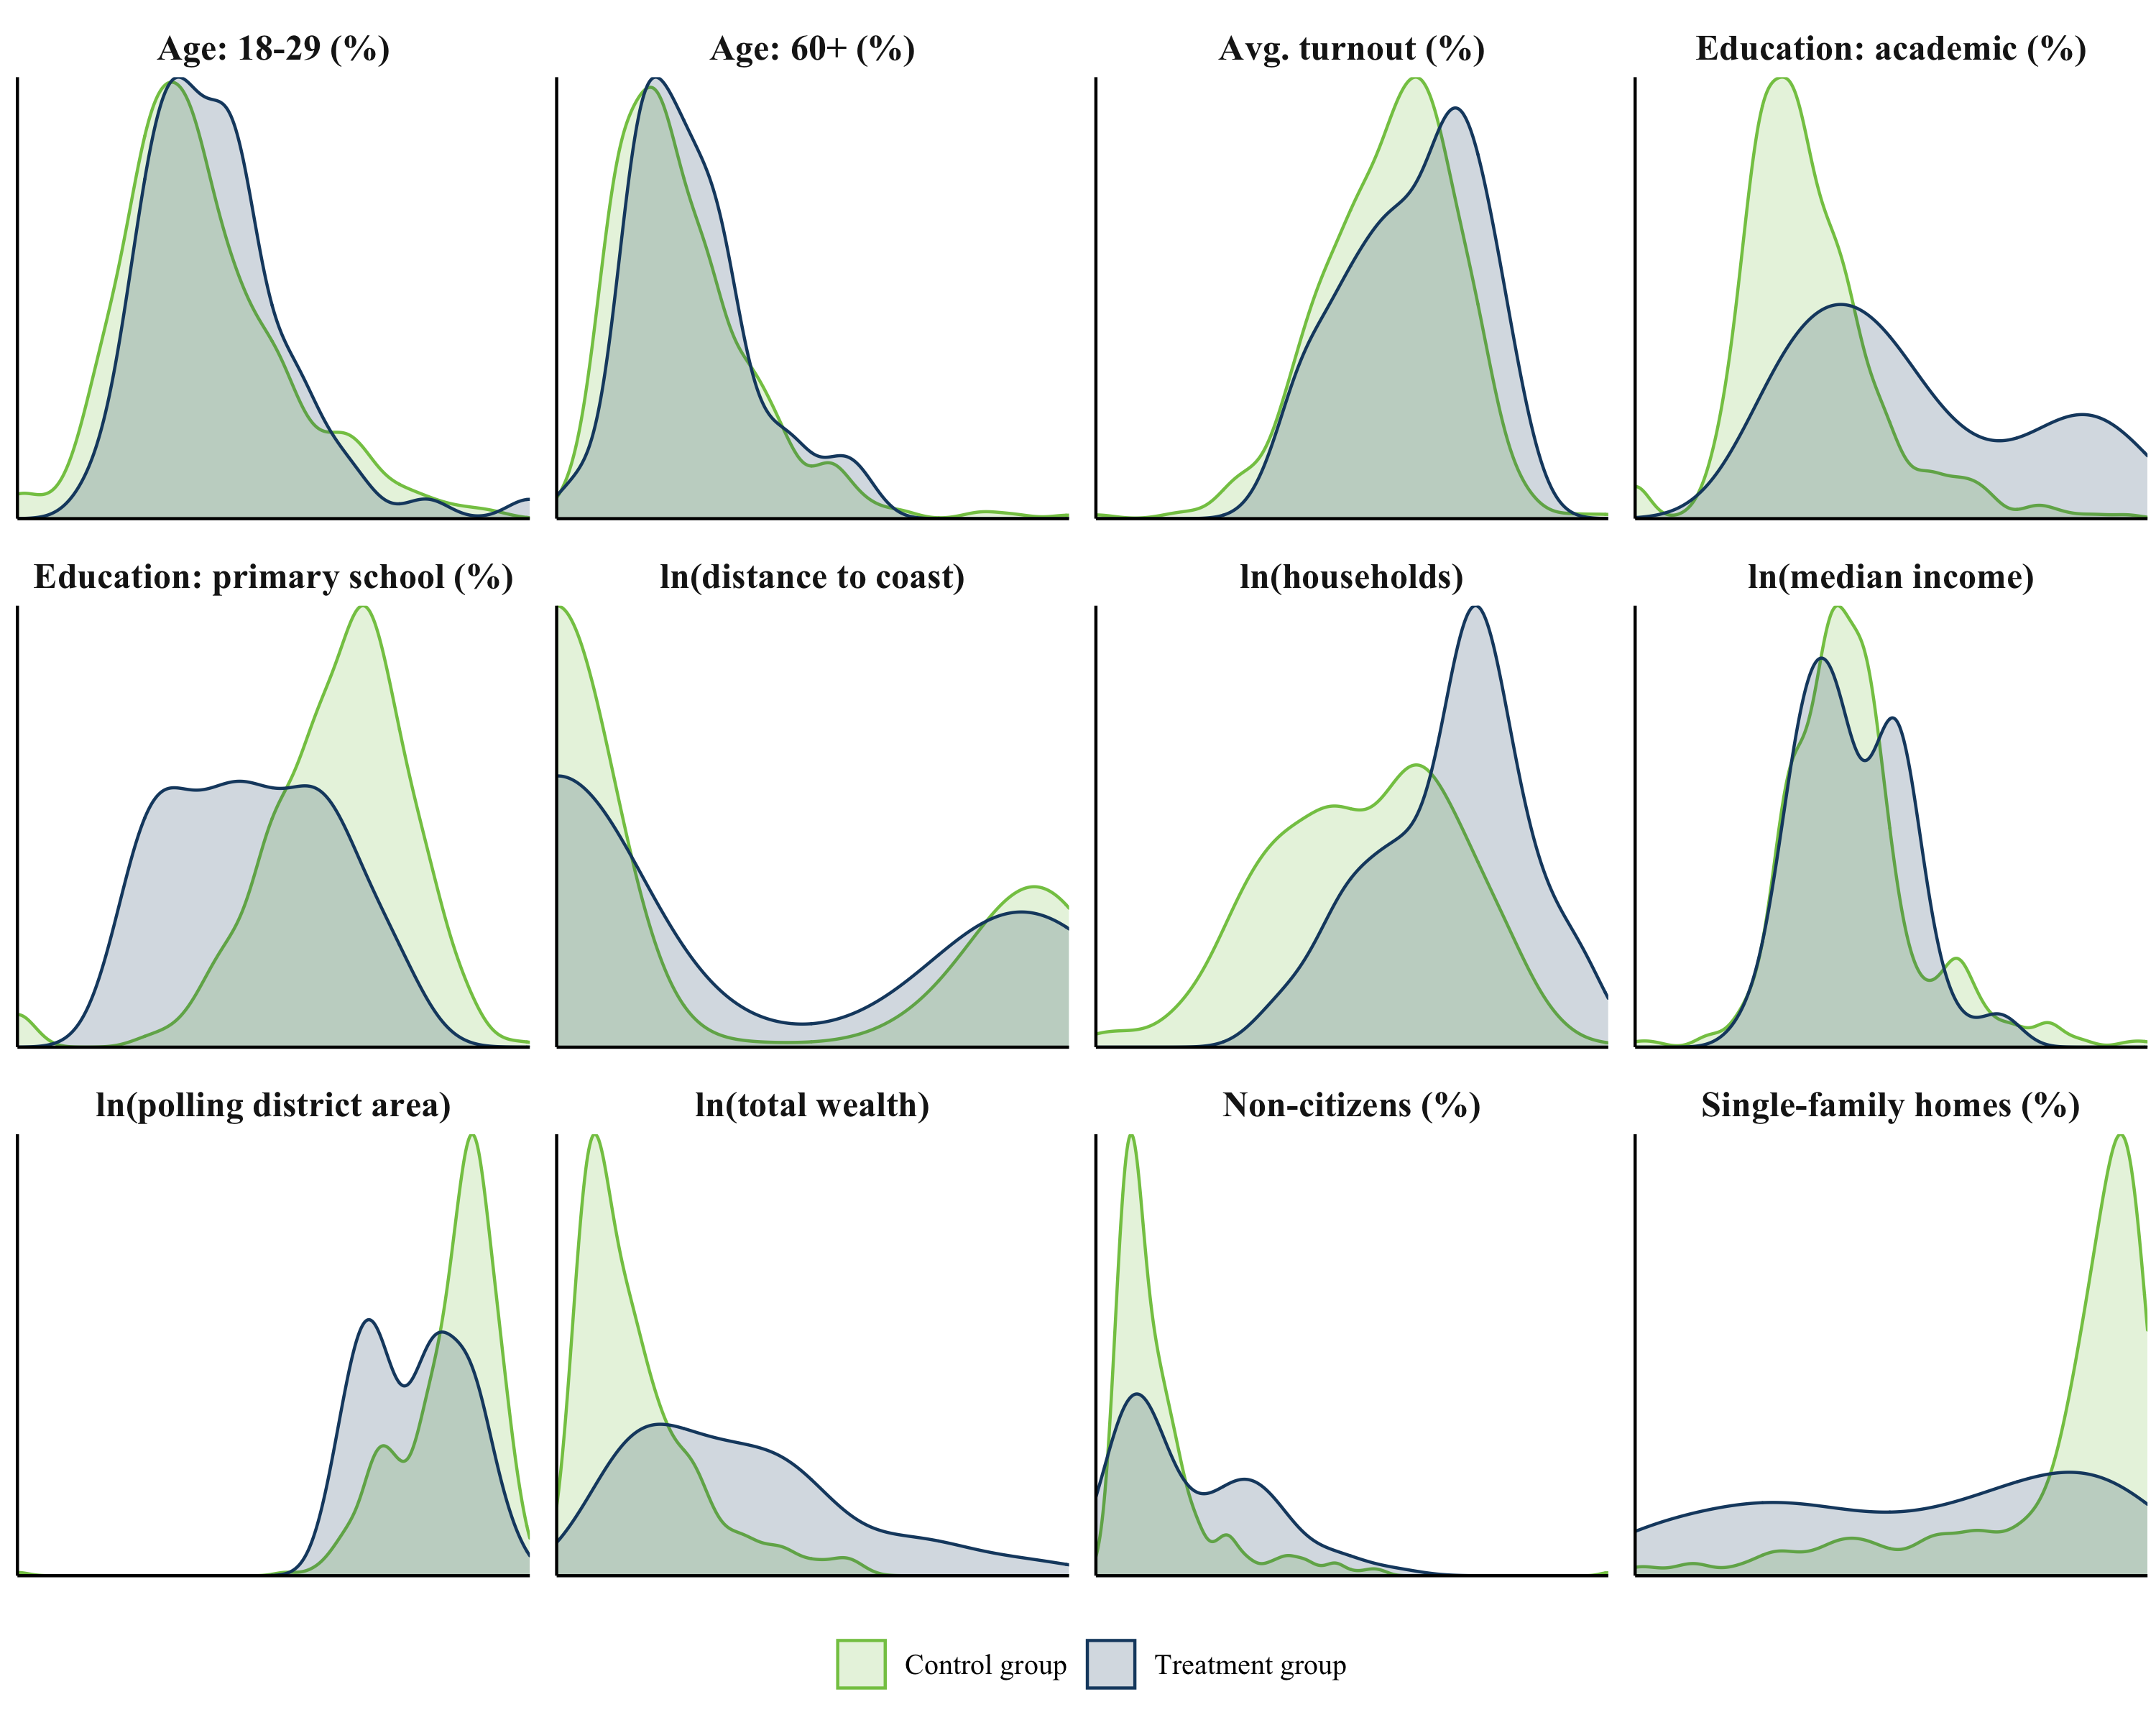 Age: 18-29 (%)
Age: 60+ (%)
Avg. turnout (%)
Education: academic (%)
Education: primary school (%)
ln(distance to coast)
ln(households)
ln(median income)
ln(polling district area)
ln(total wealth)
Non-citizens (%)
Single-family homes (%)
Control group
Treatment group